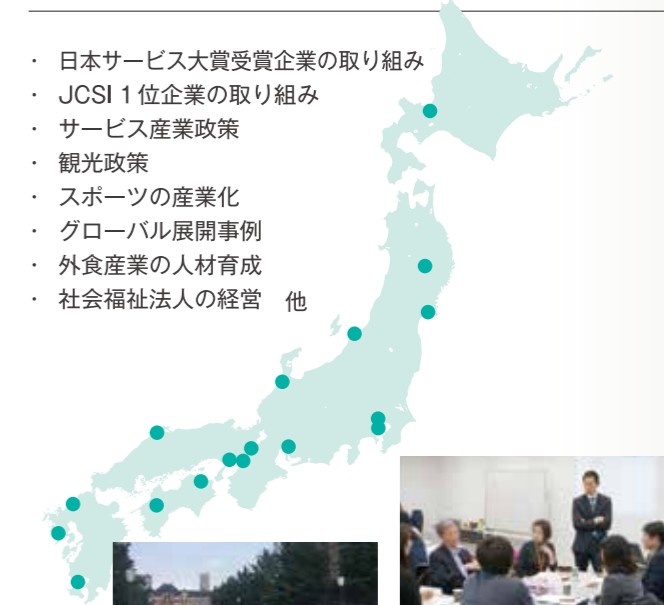 ・ 日本サービス大賞受賞企業の取り組み
・ JCSI 1位企業の取り組み
・ サービス産業政策
・ 観光政策
・ スポーツの産業化
・ グローバル展開事例
・ 外食産業の人材育成
・ 社会福祉法人の経営　他